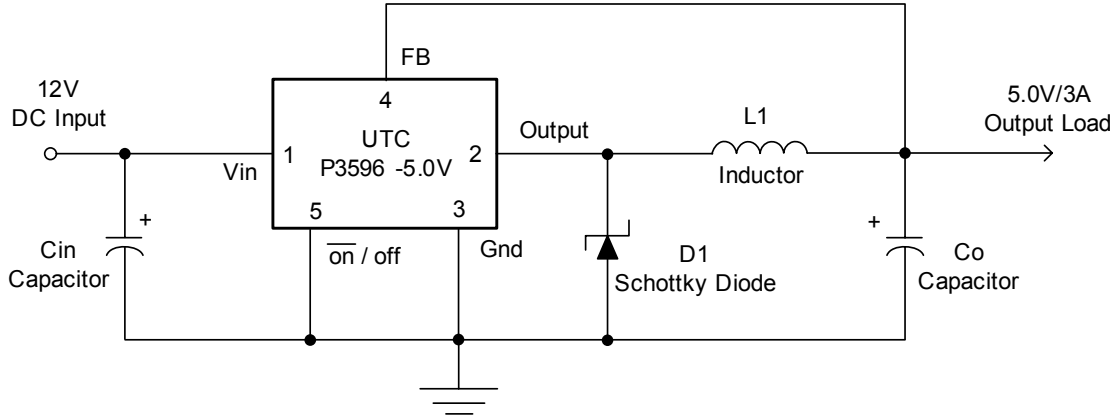 FB
12V
DC Input
4
5.0V/3A
Output Load
L1
UTC
P3596 -5.0V
Output
1
2
Vin
Inductor
5
3
+
+
on / off
Gnd
Cin
Capacitor
D1
Schottky Diode
Co
Capacitor